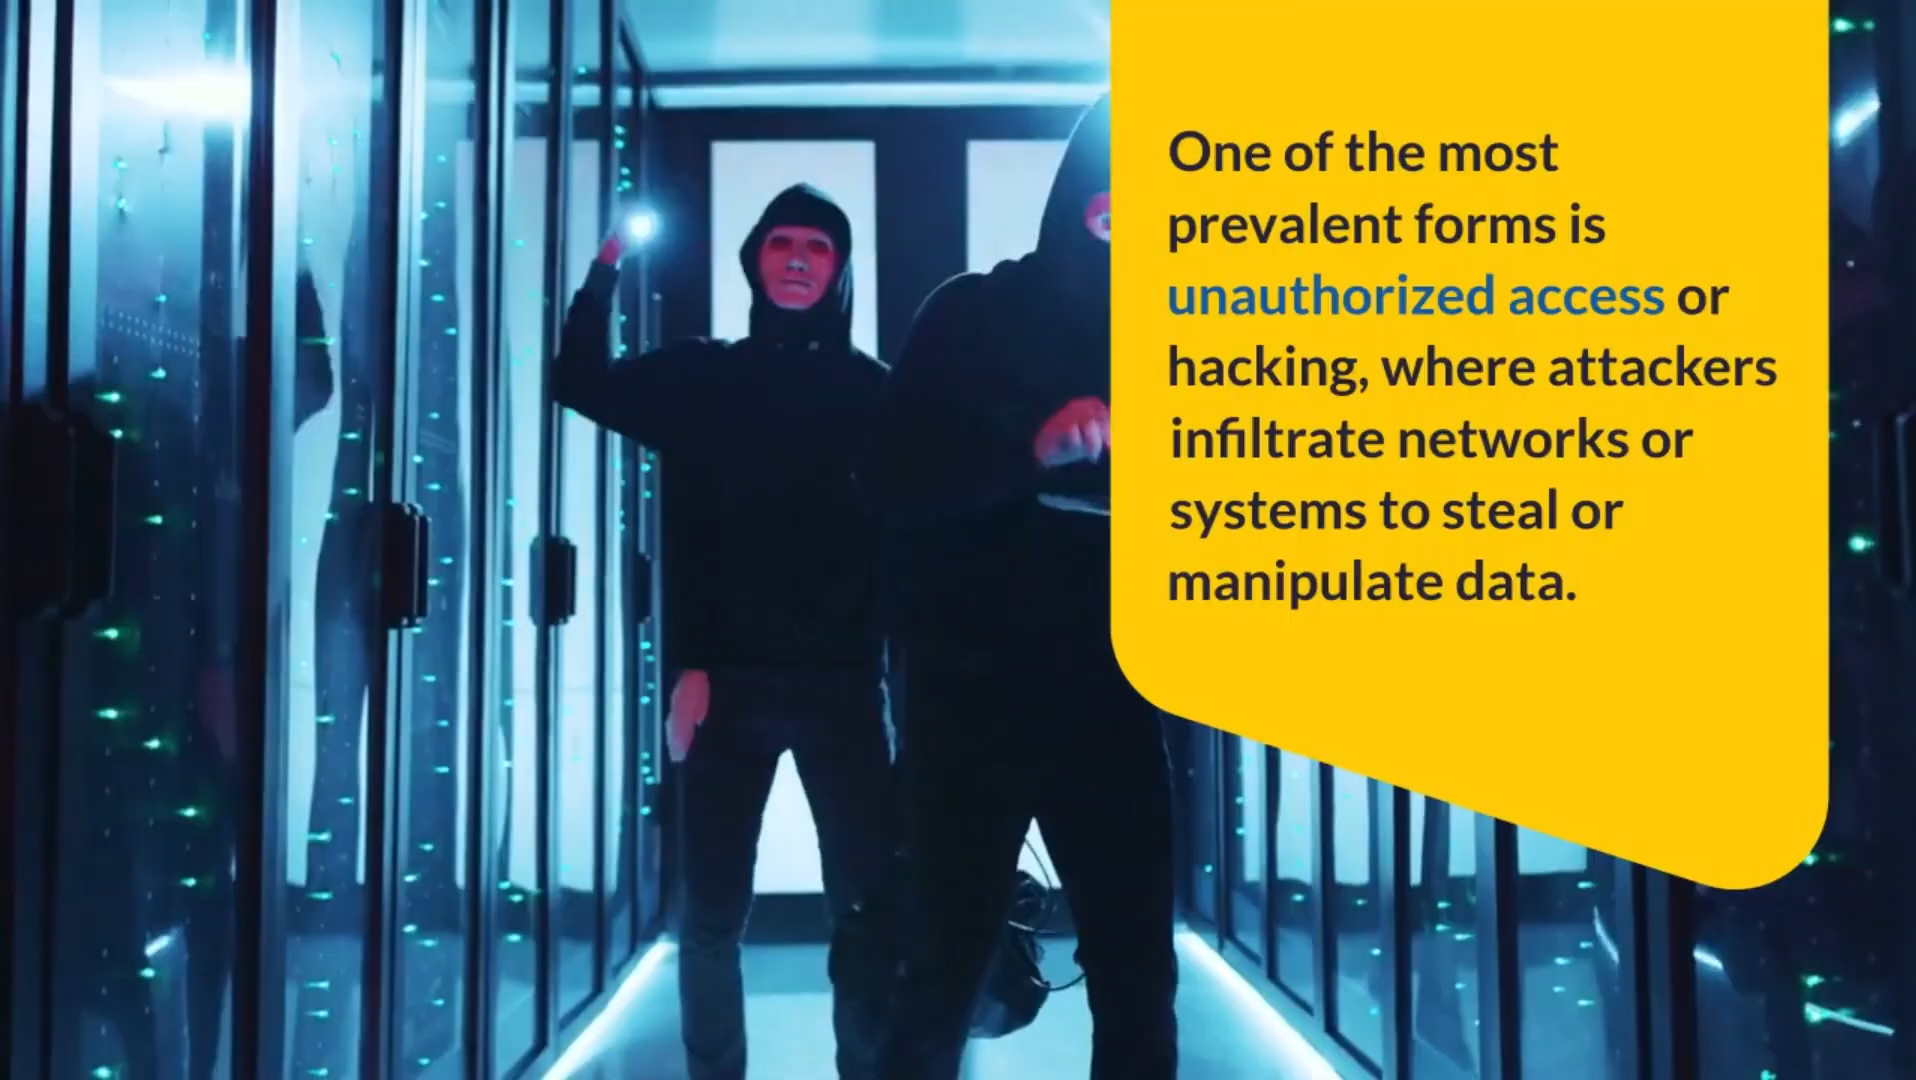 One of the most
prevalent forms is
unauthorized access or
hacking, where attackers
infiltrate networks or
systems to steal or
manipulate data.